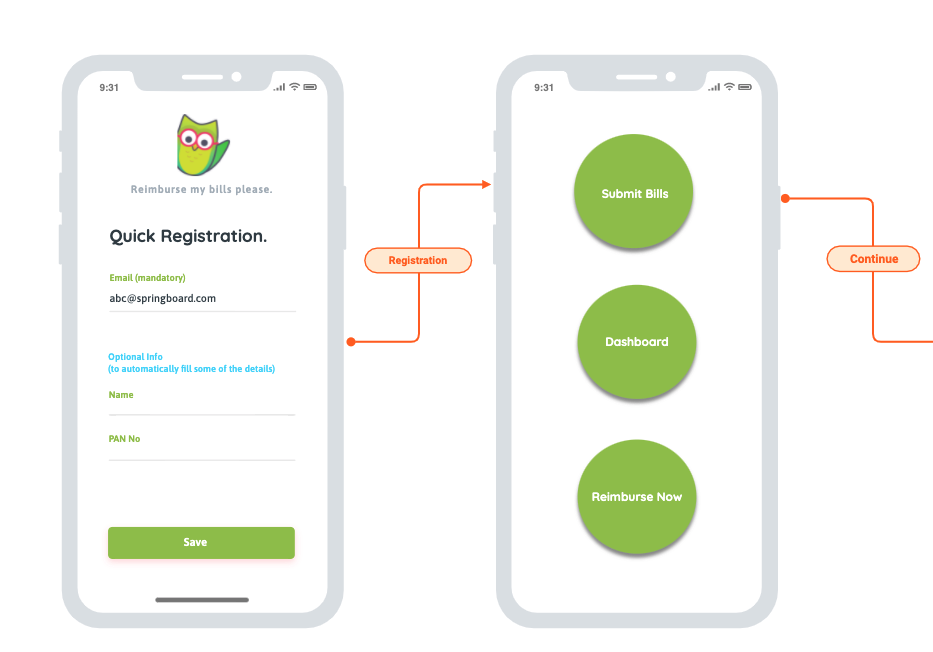 9:31
Reimburse my bills please.
Quick Registration.
Email (mandatory)
abc@springboard.com
Optional Info
(to automatically fill some of the details)
Name
PAN No
Save
Registration
9:31
Submit Bills
Dashboard
Reimburse Now
Continue